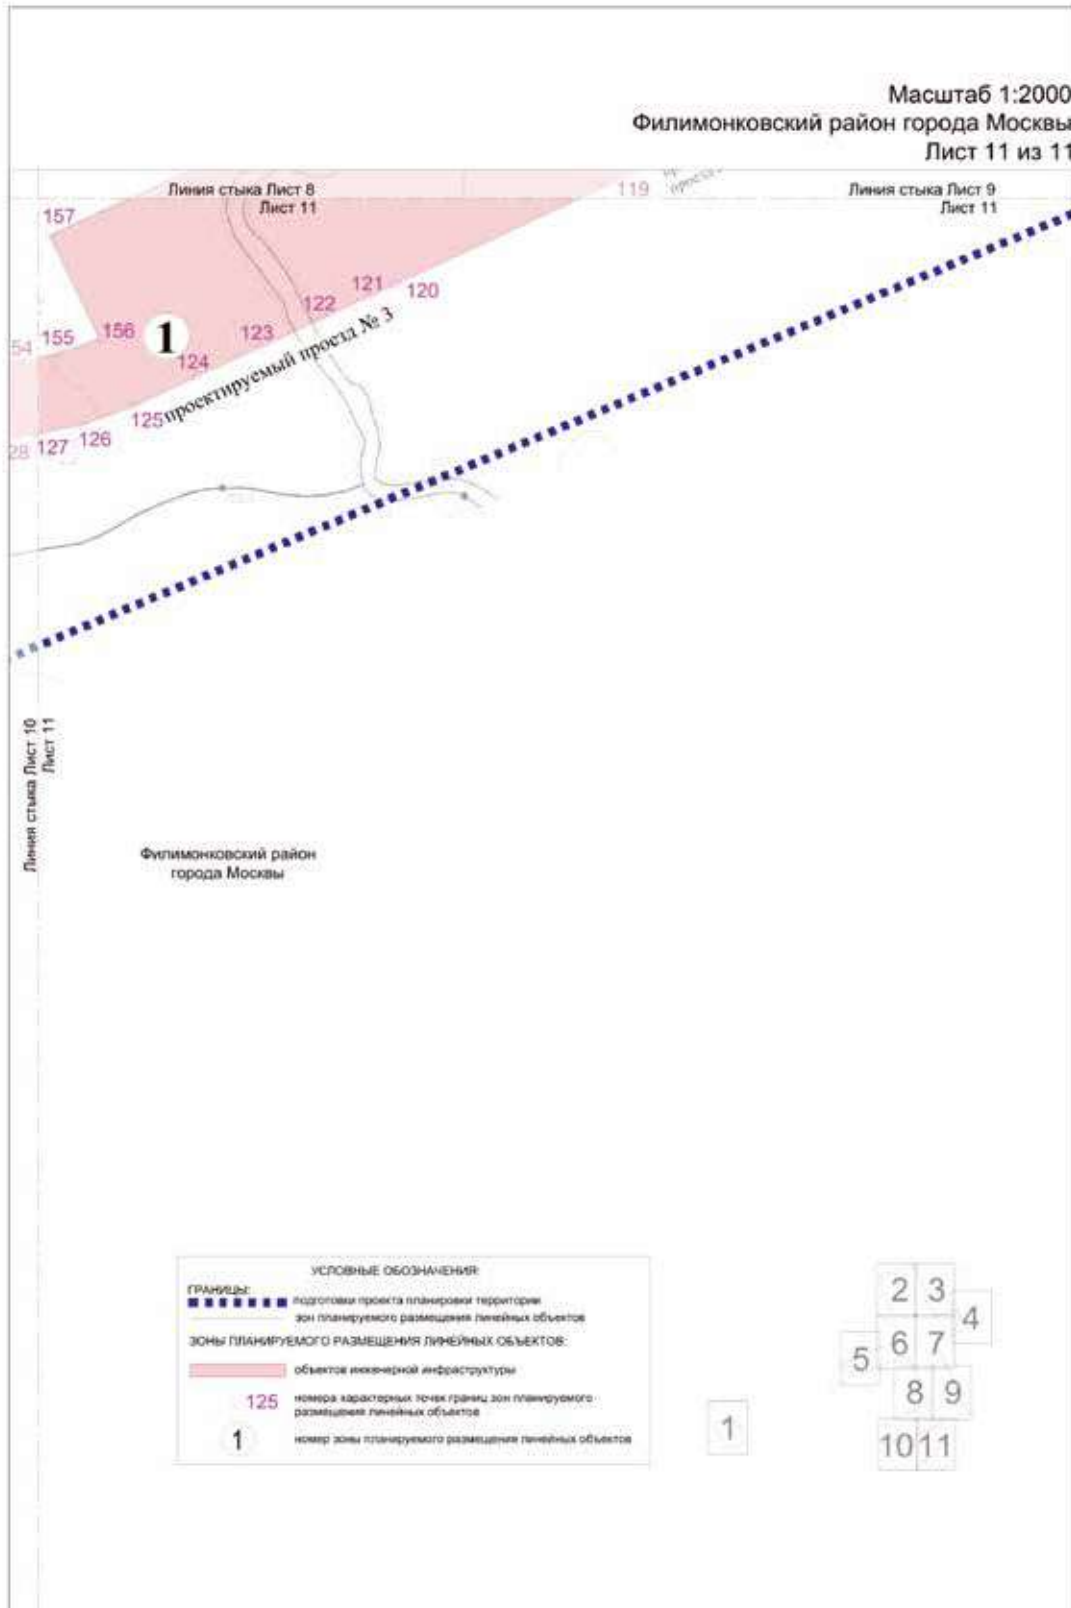 Масштаб 1:2000
Филимонковский район города Москвы
Лист 11 из 11
Линия стыка Лист 8
Лист 11
119
Линия стыка Лист 9
Лист 11
157
121
120
122
155
156
1
123
54
124
проектируемый проезд № 3
125
126
127
28
Линия стыка Лист 10
Лист 11
Филимонковский район
города Москвы
УСЛОВНЫЕ ОБОЗНАЧЕНИЯ:
ГРАНИЦЫ:
подготовки проекта планировки территории
зон планируемого размещения линейных объектов
ЗОНЫ ПЛАНИРУЕМОГО РАЗМЕЩЕНИЯ ЛИНЕЙНЫХ ОБЪЕКТОВ:
объектов инженерной инфраструктуры
125
номера характерных точек границ зон планируемого
размещения линейных объектов
1
номер зоны планируемого размещения линейных объектов
2 3
4
5
6 7
8 9
1
10 11